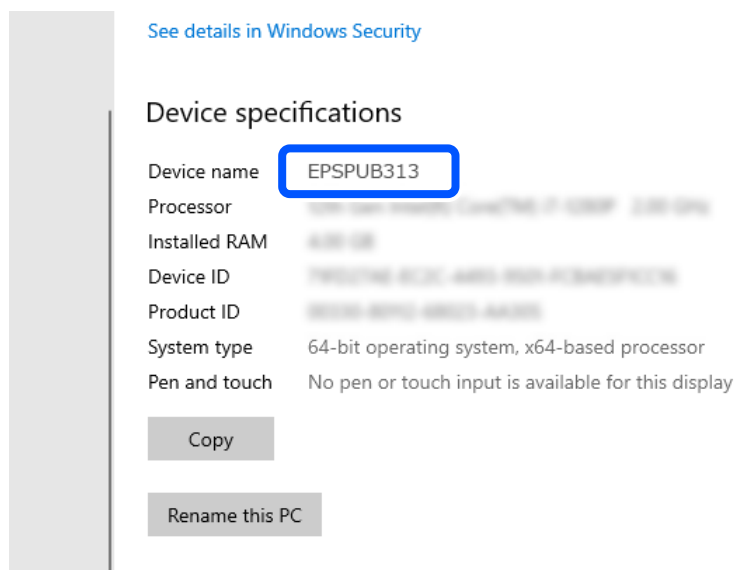 See details in Windows Security
Device specifications
Device name EPSPUB313
Processor
Installed RAM
Device ID
Product ID
System type 64-bit operating system, x64-based processor
Pen and touch No pen or touch input is available for this display
Copy
Rename this PC